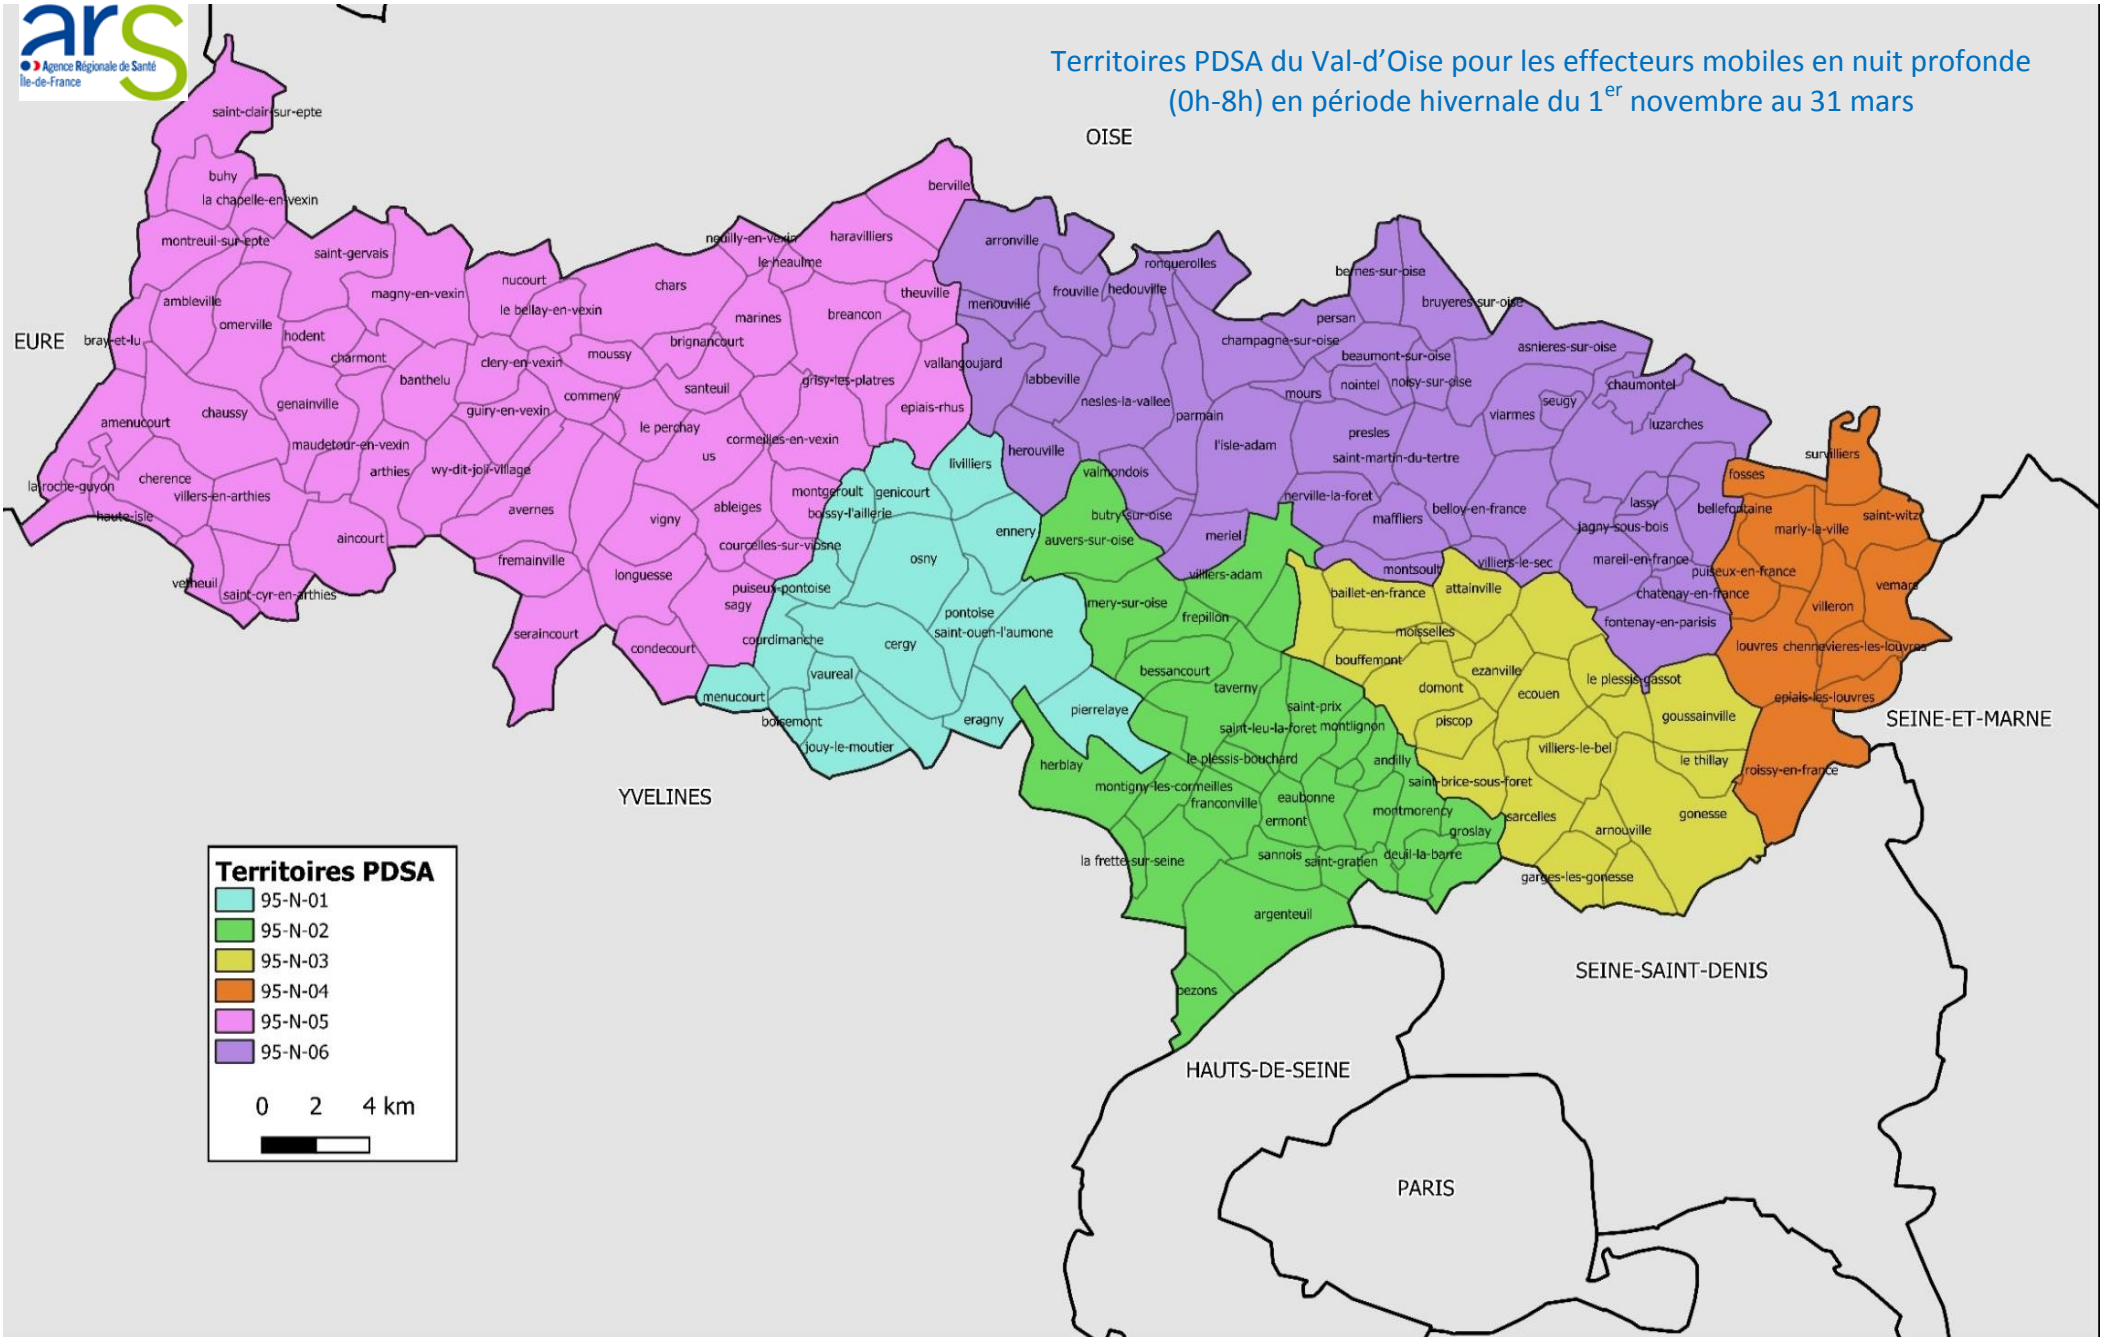 ars
Agence Régionale de Santé
Île-de-France
Territoires PDSA du Val-d'Oise pour les effecteurs mobiles en nuit profonde
(0h-8h) en période hivernale du 1er novembre au 31 mars
OISE
saint-clair-sur-epte
buhy
la chapelle-en-vexin
berville
montreuil-sur-epte
saint-gervais
neuilly-en-vexin
haravilliers
arronville
le-heaulme
ronquerolles
bernes-sur-oise
nucourt
chars
magny-en-vexin
theuville
frouville
hedouville
ambleville
menouville
bruyeres-sur-oise
le bellay-en-vexin
omerville
marines
breancon
persan
EURE
bray-et-lu
hodent
brignancourt
champagne-sur-oise
asnieres-sur-oise
charmont
clery-en-vexin
moussy
vallangoujard
beaumont-sur-oise
banthelu
santeuil
grisy-les-platres
labbeville
nointel
noisy-sur-oise
chaumontel
commeny
mours
genainville
guiry-en-vexin
epiais-rhus
nesles-la-vallee
seugy
chaussy
parmain
viarmes
amenucourt
le perchay
luzarches
maudetour-en-vexin
cormeilles-en-vexin
l'isle-adam
presles
us
herouville
saint-martin-du-tertre
survilliers
arthies
wy-dit-joli-village
livilliers
valmondois
fosses
cherence
la-roche-guyon
villers-en-arthies
montgeroult
genicourt
nerville-la-foret
lassy
haute-isle
avernes
vigny
ableiges
boissy-l'aillerie
butry-sur-oise
maffliers
belloy-en-france
bellefontaine
saint-witz
jagny-sous-bois
marly-la-ville
aincourt
courcelles-sur-viosne
ennery
auvers-sur-oise
meriel
fremainville
osny
villiers-le-sec
mareil-en-france
longuesse
villiers-adam
montsoult
puiseux-en-france
vetheuil
saint-cyr-en-arthies
puiseux-pontoise
baillet-en-france
attainville
chatenay-en-france
vemars
sagy
mery-sur-oise
villeron
pontoise
frepillon
fontenay-en-parisis
seraincourt
courdimanche
saint-ouen-l'aumone
moisselles
condecourt
cergy
louvres
chennevieres-les-louvres
bouffemont
vaureal
bessancourt
ezanville
le plessis-gassot
taverny
domont
ecouen
menucourt
epiais-les-louvres
pierrelaye
saint-prix
boisemont
eragny
piscop
goussainville
SEINE-ET-MARNE
saint-leu-la-foret
montlignon
jouy-le-moutier
villiers-le-bel
herblay
le plessis-bouchard
andilly
le thillay
roissy-en-france
montigny-les-cormeilles
saint-brice-sous-foret
YVELINES
franconville
eaubonne
montmorency
gonesse
ermont
sarcelles
groslay
arnouville
la frette-sur-seine
sannois
saint-gratien
deuil-la-barre
garges-les-gonesse
argenteuil
SEINE-SAINT-DENIS
bezons
HAUTS-DE-SEINE
PARIS
Territoires PDSA
95-N-01
95-N-02
95-N-03
95-N-04
95-N-05
95-N-06
0 2 4 km